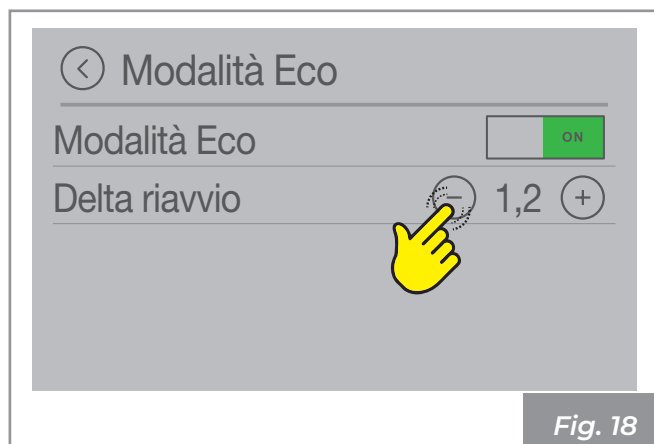 Modalità Eco
Modalità Eco ON
Delta riavvio - 1,2 +
Fig. 18